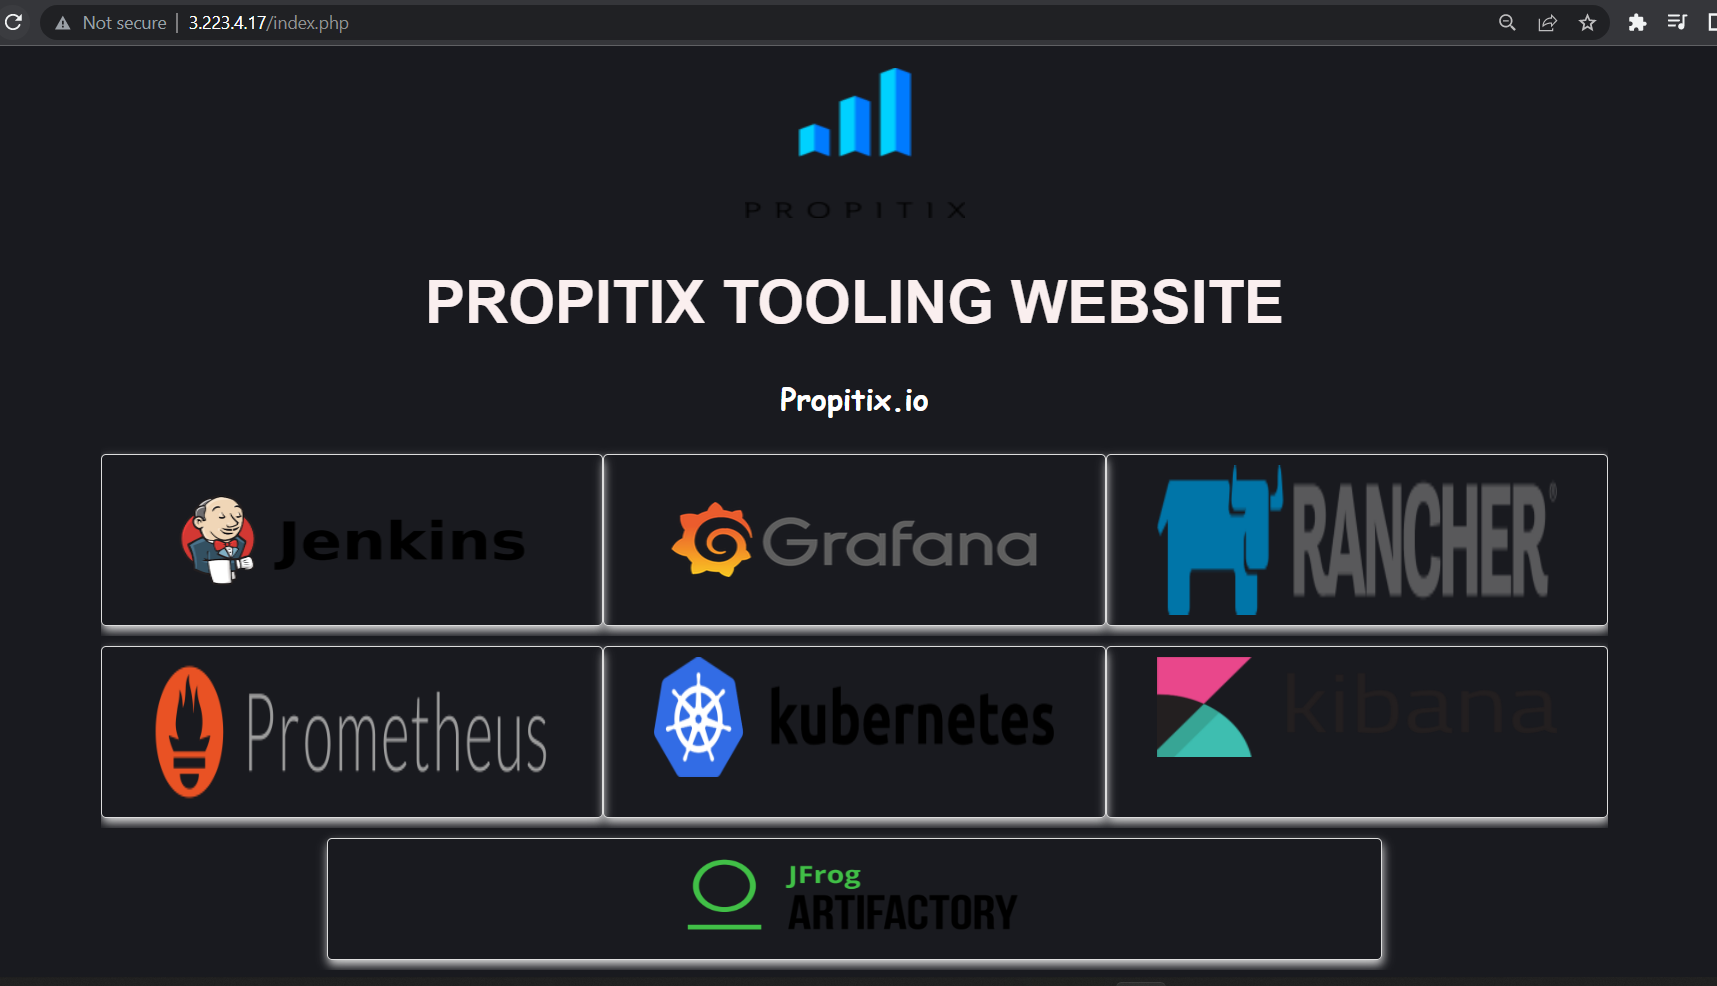 Not secure | 3.223.4.17/index.php
PROPITIX
PROPITIX TOOLING WEBSITE
Propitix.io
Jenkins
Grafana
RANCHER®
Prometheus
kubernetes
kibana
JFrog
ARTIFACTORY